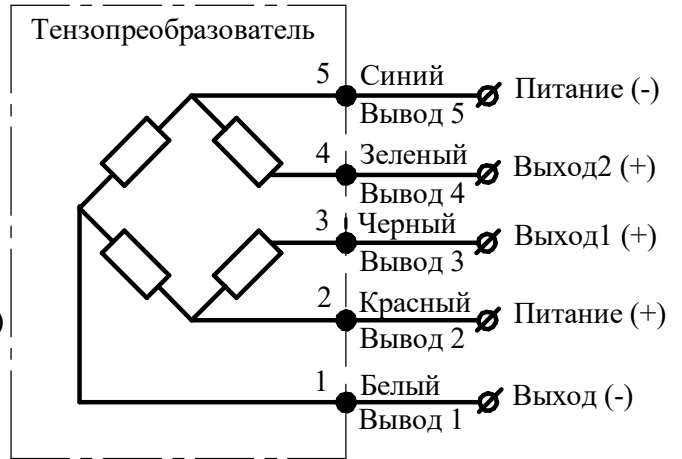 Тензопреобразователь
5 Синий
Вывод 5
Питание (-)
4 Зеленый
Вывод 4
Выход2 (+)
3 Черный
Вывод 3
Выход1 (+)
2 Красный
Вывод 2
Питание (+)
1 Белый
Вывод 1
Выход (-)
)